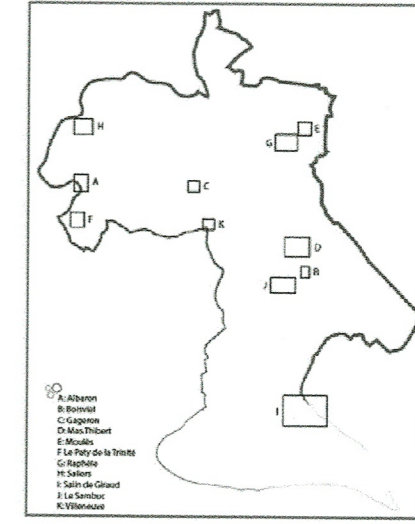 H
E
G
A
C
F
K
D
B
J
I
A: Albaron
B: Boisviel
C: Gageron
D: Mas Thibert
E: Moulès
F Le Paty de la Trinité
G: Raphèle
H: Saliers
I: Salin de Giraud
J: Le Sambuc
K: Villeneuve